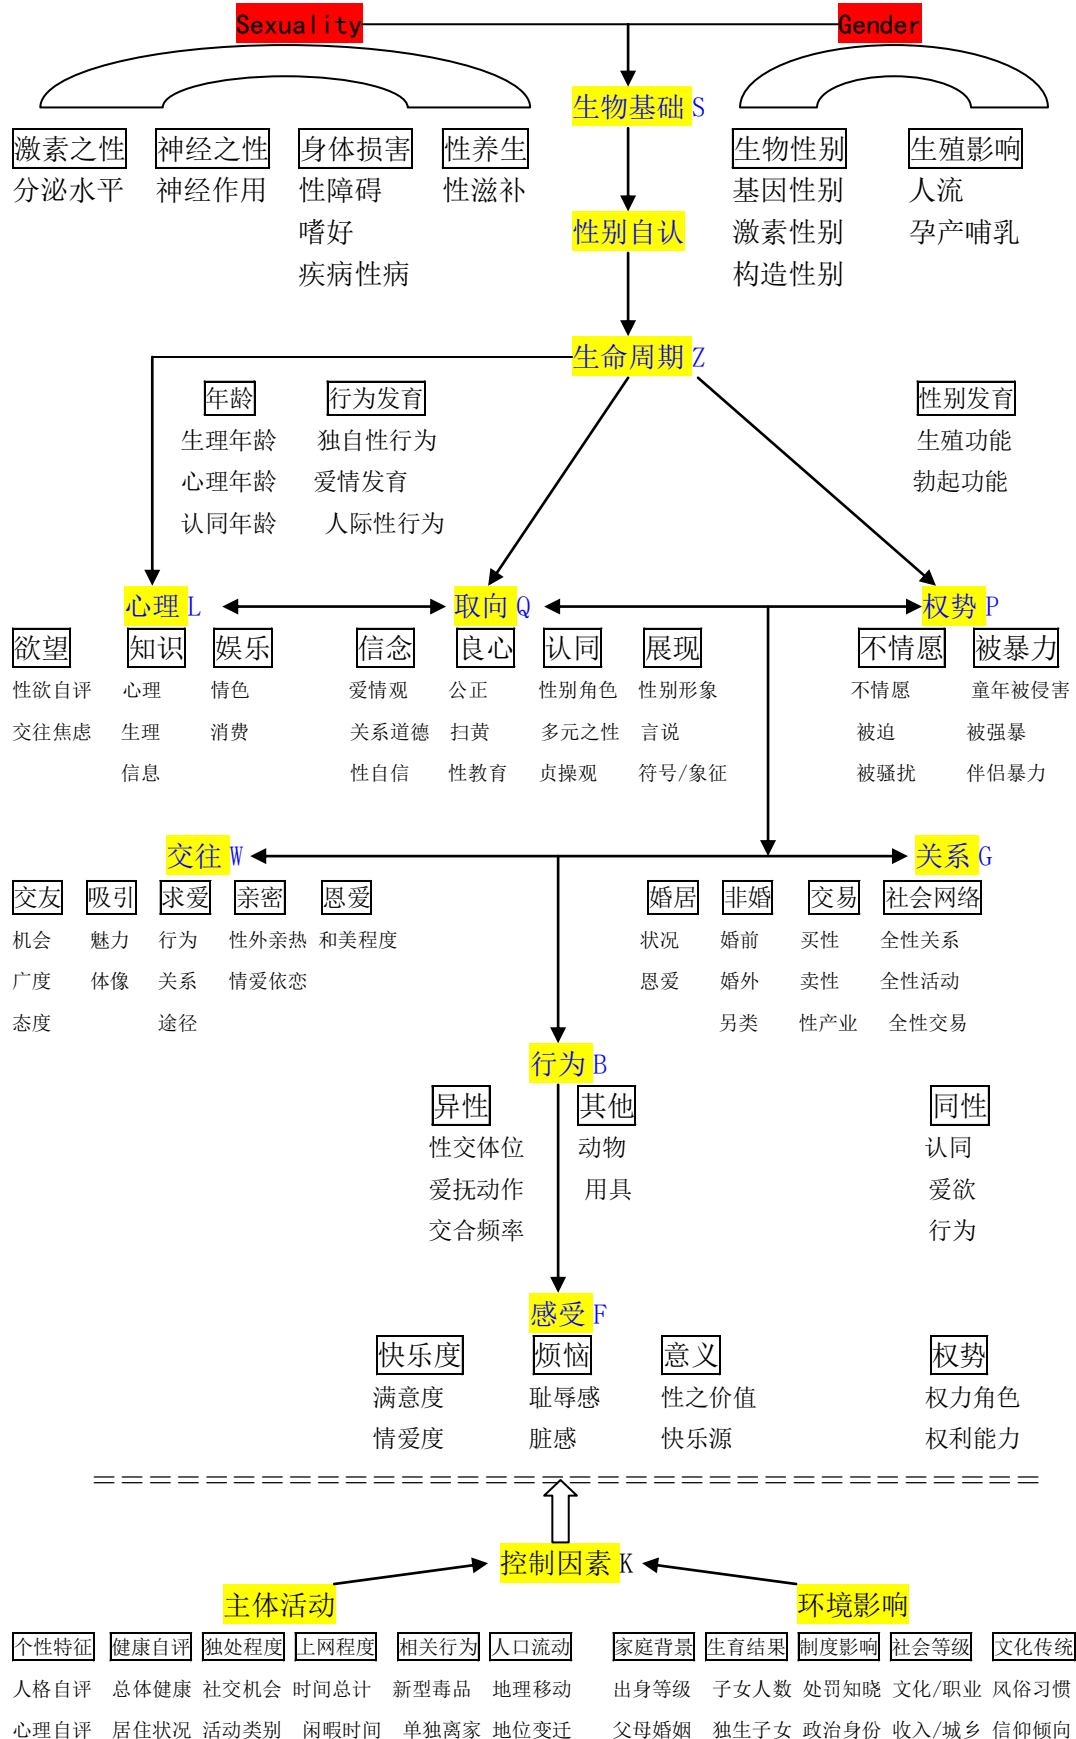 Sexuality Gender
生物基础 S
激素之性 神经之性 身体损害 性养生 生物性别 生殖影响
分泌水平 神经作用 性障碍 性滋补 基因性别 人流
嗜好 性别自认 激素性别 孕产哺乳
疾病性病 构造性别
生命周期 Z
年龄 行为发育 性别发育
生理年龄 独自性行为 生殖功能
心理年龄 爱情发育 勃起功能
认同年龄 人际性行为
心理 L 取向 Q 权势 P
欲望 知识 娱乐 信念 良心 认同 展现 不情愿 被暴力
性欲自评 心理 情色 爱情观 公正 性别角色 性别形象 不情愿 童年被侵害
交往焦虑 生理 消费 关系道德 扫黄 多元之性 言说 被迫 被强暴
信息 性自信 性教育 贞操观 符号/象征 被骚扰 伴侣暴力
交往 W 关系 G
交友 吸引 求爱 亲密 恩爱 婚居 非婚 交易 社会网络
机会 魅力 行为 性外亲热 和美程度 状况 婚前 买性 全性关系
广度 体像 关系 情爱依恋 恩爱 婚外 卖性 全性活动
态度 途径 另类 性产业 全性交易
行为 B
异性 其他 同性
性交体位 动物 认同
爱抚动作 用具 爱欲
交合频率 行为
感受 F
快乐度 烦恼 意义 权势
满意度 耻辱感 性之价值 权力角色
情爱度 脏感 快乐源 权利能力
控制因素 K
主体活动 环境影响
个性特征 健康自评 独处程度 上网程度 相关行为 人口流动 家庭背景 生育结果 制度影响 社会等级 文化传统
人格自评 总体健康 社交机会 时间总计 新型毒品 地理移动 出身等级 子女人数 处罚知晓 文化/职业 风俗习惯
心理自评 居住状况 活动类别 闲暇时间 单独离家 地位变迁 父母婚姻 独生子女 政治身份 收入/城乡 信仰倾向